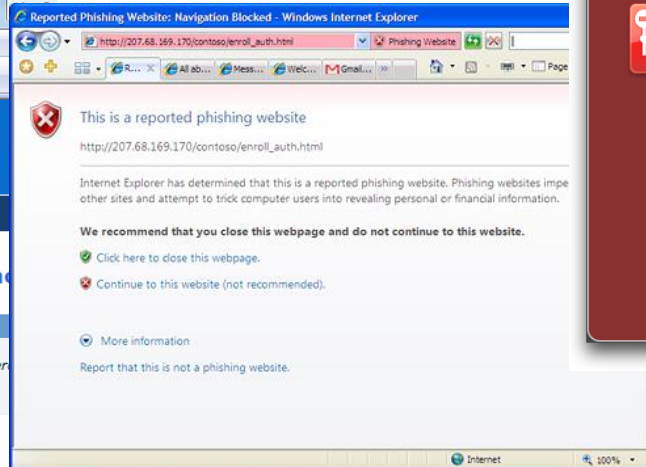 Reported Phishing Website: Navigation Blocked - Windows Internet Explorer
http://207.68.169.170/contoso/enrol_auth.html Phishing Website
R... All ab... Mess... Welc... Gmail... Page
This is a reported phishing website
http://207.68.169.170/contoso/enroll_auth.html
Internet Explorer has determined that this is a reported phishing website. Phishing websites impe
other sites and attempt to trick computer users into revealing personal or financial information.
We recommend that you close this webpage and do not continue to this website.
Click here to close this webpage.
Continue to this website (not recommended).
More information
Report that this is not a phishing website.
Internet 100%